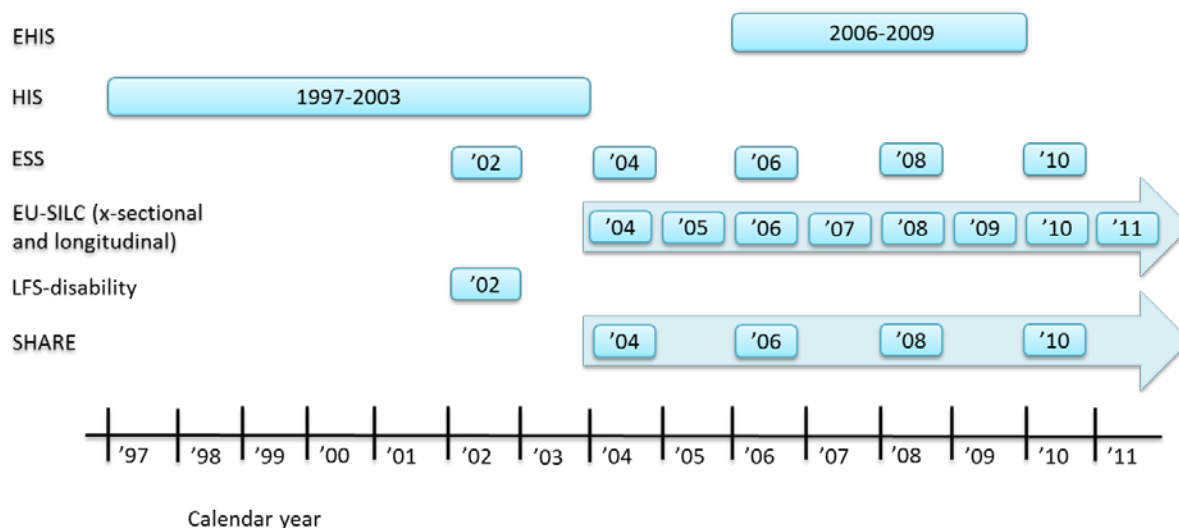 EHIS
2006-2009
HIS
1997-2003
ESS
’02 ’04 ’06 ’08 ’10
EU-SILC (x-sectional
and longitudinal)
’04 ’05 ’06 ’07 ’08 ’09 ’10 ’11
LFS-disability
’02
SHARE
’04 ’06 ’08 ’10
’97 ’98 ’99 ’00 ’01 ’02 ’03 ’04 ’05 ’06 ’07 ’08 ’09 ’10 ’11
Calendar year